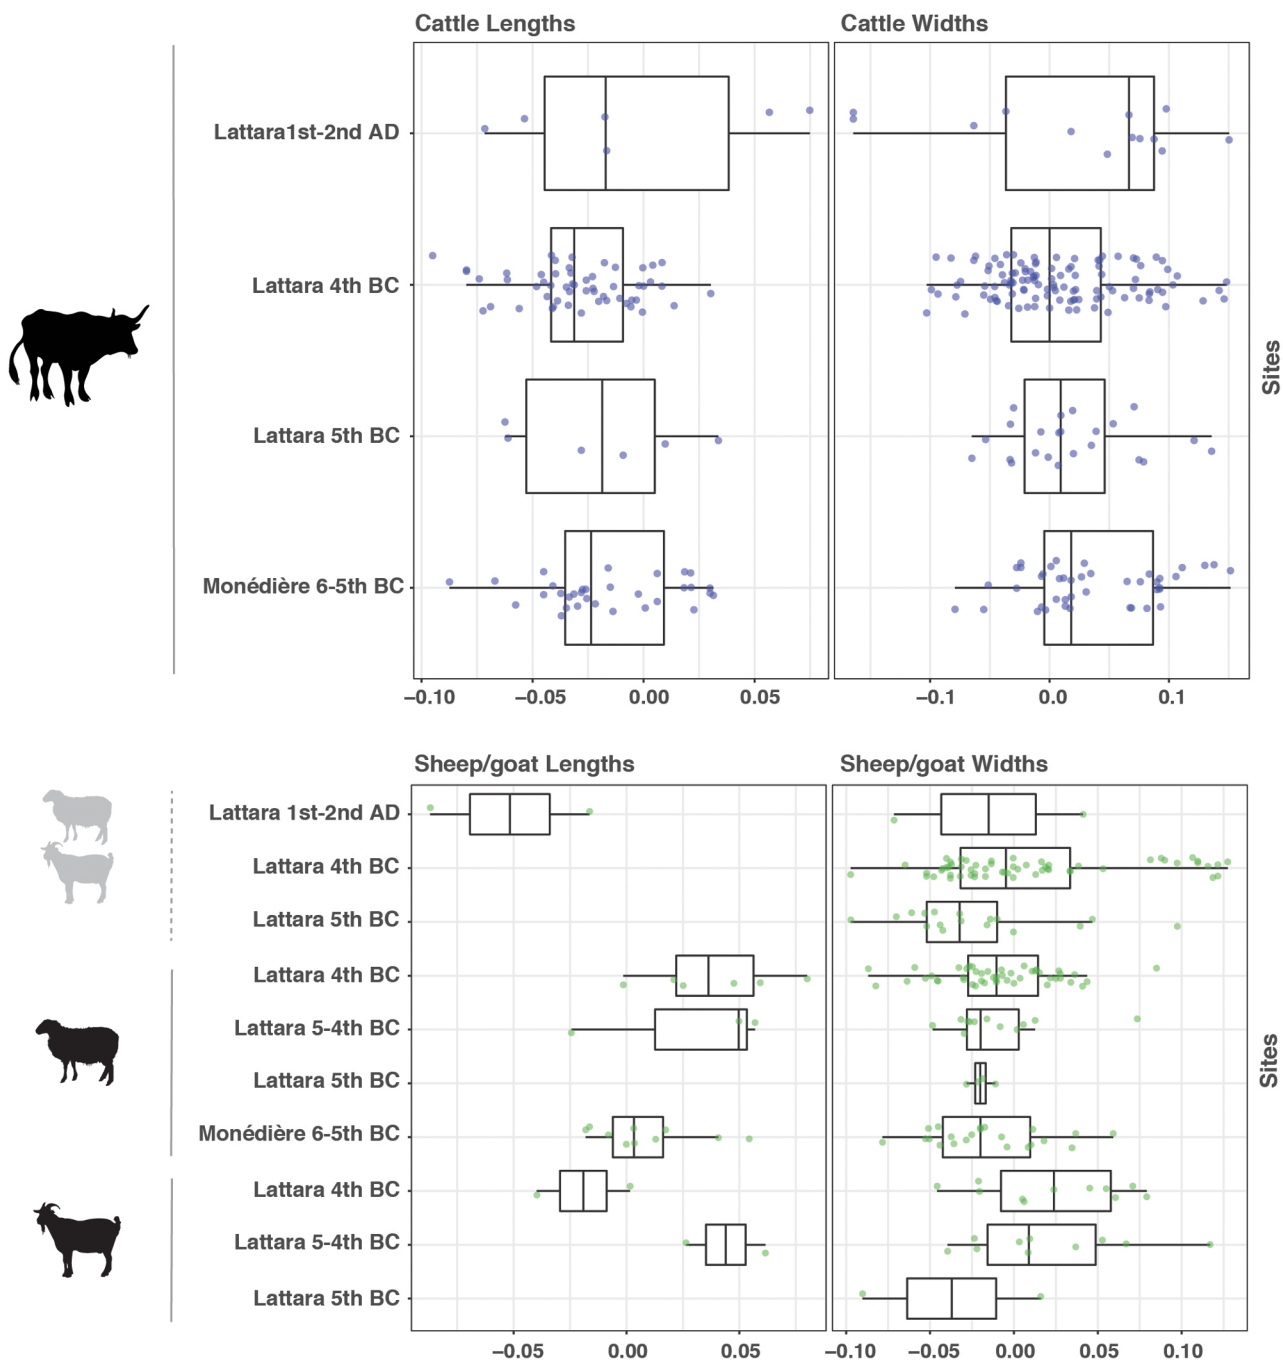 Cattle Lengths
Cattle Widths
Lattara1st-2nd AD
Lattara 4th BC
Lattara 5th BC
Monédière 6-5th BC
Sites
−0.10 −0.05 0.00 0.05
−0.1 0.0 0.1
Sheep/goat Lengths
Sheep/goat Widths
Lattara 1st-2nd AD
Lattara 4th BC
Lattara 5th BC
Lattara 4th BC
Lattara 5-4th BC
Lattara 5th BC
Monédière 6-5th BC
Lattara 4th BC
Lattara 5-4th BC
Lattara 5th BC
Sites
−0.05 0.00 0.05
−0.10 −0.05 0.00 0.05 0.10